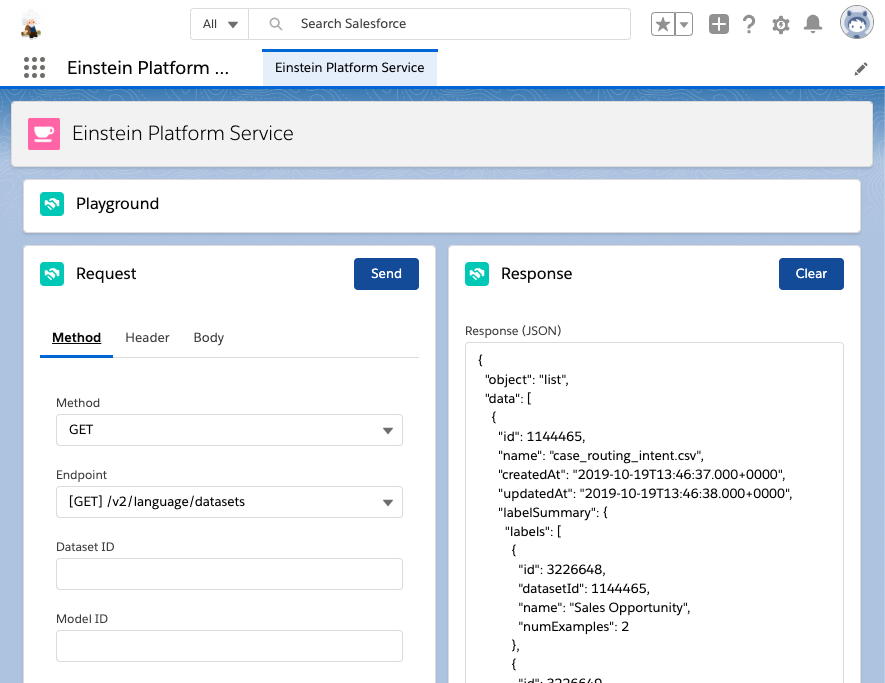 All
Search Salesforce
Einstein Platform ...
Einstein Platform Service
Einstein Platform Service
Playground
Request
Send
Method
Header
Body
Method
GET
Endpoint
[GET] /v2/language/datasets
Dataset ID
Model ID
Response
Clear
Response (JSON)
{
"object": "list",
"data": [
{
"id": 1144465,
"name": "case_routing_intent.csv",
"createdAt": "2019-10-19T13:46:37.000+0000",
"updatedAt": "2019-10-19T13:46:38.000+0000",
"labelSummary": {
"labels": [
{
"id": 3226648,
"datasetId": 1144465,
"name": "Sales Opportunity",
"numExamples": 2
},
{
"id": 3226649,